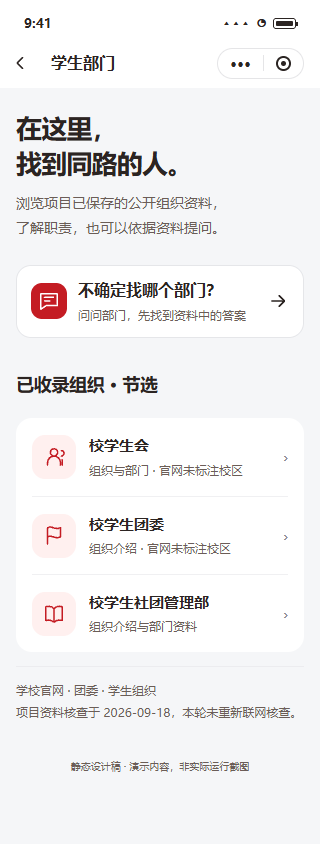 9:41
学生部门
在这里，
找到同路的人。
浏览项目已保存的公开组织资料，
了解职责，也可以依据资料提问。
不确定找哪个部门？
问问部门，先找到资料中的答案
已收录组织·节选
校学生会
组织与部门 · 官网未标注校区
校学生团委
组织介绍 · 官网未标注校区
校学生社团管理部
组织介绍与部门资料
学校官网 · 团委 · 学生组织
项目资料核查于 2026-09-18，本轮未重新联网核查。
静态设计稿 · 演示内容，非实际运行截图